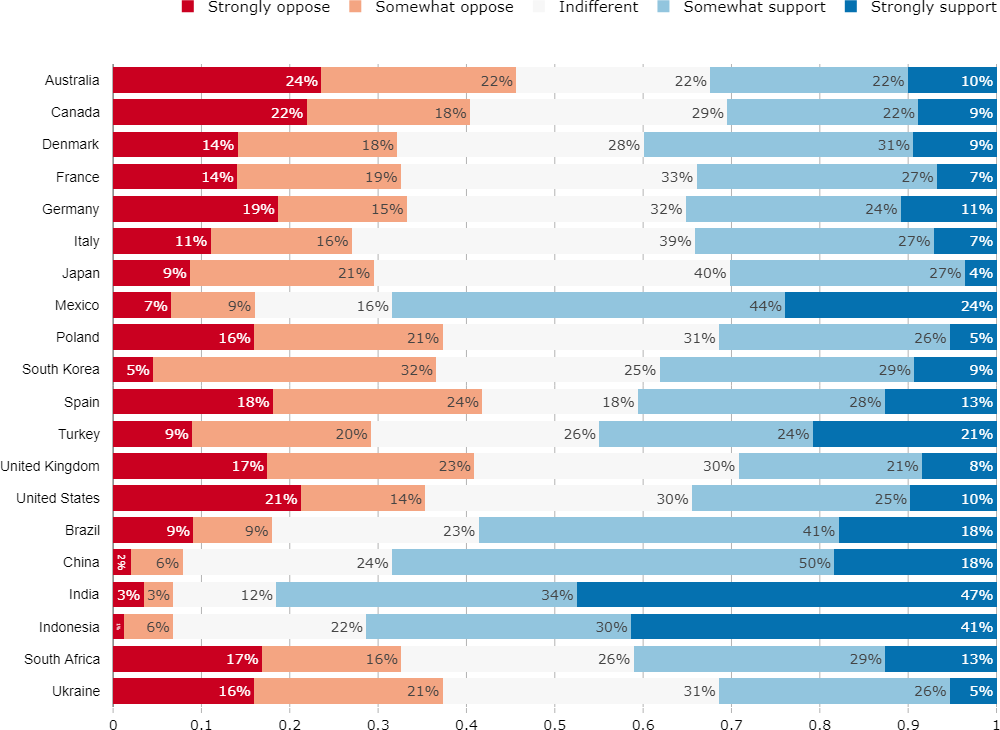 Strongly oppose Somewhat oppose Indifferent Somewhat support Strongly support
Australia 24% 22% 22% 22% 10%
Canada 22% 18% 29% 22% 9%
Denmark 14% 18% 28% 31% 9%
France 14% 19% 33% 27% 7%
Germany 19% 15% 32% 24% 11%
Italy 11% 16% 39% 27% 7%
Japan 9% 21% 40% 27% 4%
Mexico 7% 9% 16% 44% 24%
Poland 16% 21% 31% 26% 5%
South Korea 5% 32% 25% 29% 9%
Spain 18% 24% 18% 28% 13%
Turkey 9% 20% 26% 24% 21%
United Kingdom 17% 23% 30% 21% 8%
United States 21% 14% 30% 25% 10%
Brazil 9% 9% 23% 41% 18%
China 2% 6% 24% 50% 18%
India 3% 3% 12% 34% 47%
Indonesia 6% 22% 30% 41%
South Africa 17% 16% 26% 29% 13%
Ukraine 16% 21% 31% 26% 5%
0 0.1 0.2 0.3 0.4 0.5 0.6 0.7 0.8 0.9 1